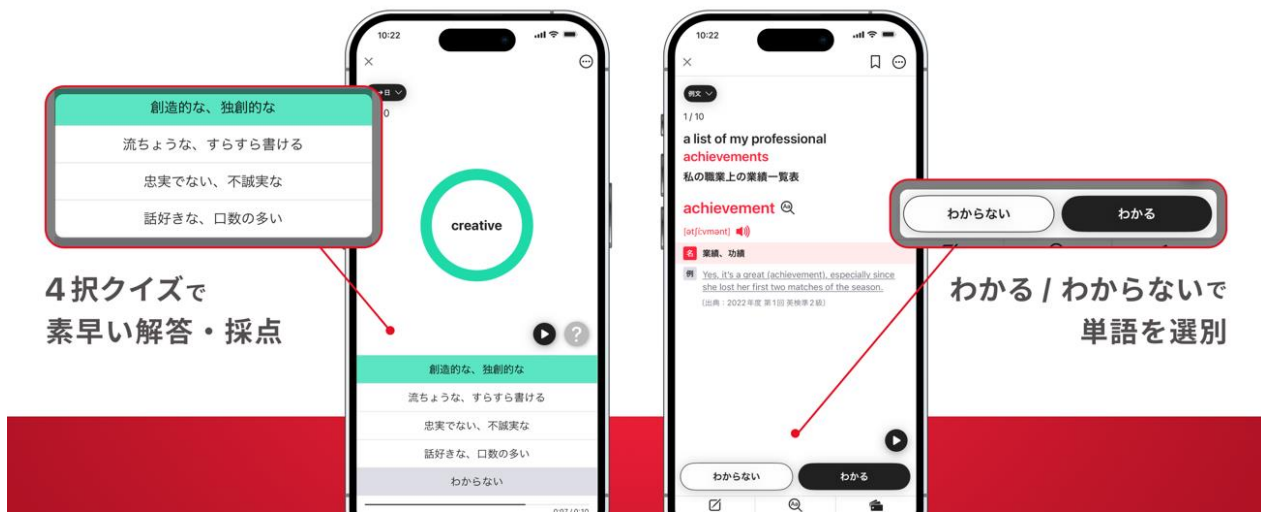 創造的な、独創的な
流ちょうな、すらすら書ける
忠実でない、不誠実な
話好きな、口数の多い
4択クイズで
素早い解答・採点
10:22
日
creative
?
創造的な、独創的な
流ちょうな、すらすら書ける
忠実でない、不誠実な
話好きな、口数の多い
わからない
0:07 / 0:10
10:22
例文
1 / 10
a list of my professional
achievements
私の職業上の業績一覧表
achievement
名 業績、功績
例 Yes, it's a great (achievement), especially since
she lost her first two matches of the season.
(出典:2022年度 第1回 英検準2級)
わからない わかる
わからない わかる
わかる / わからないで
単語を選別